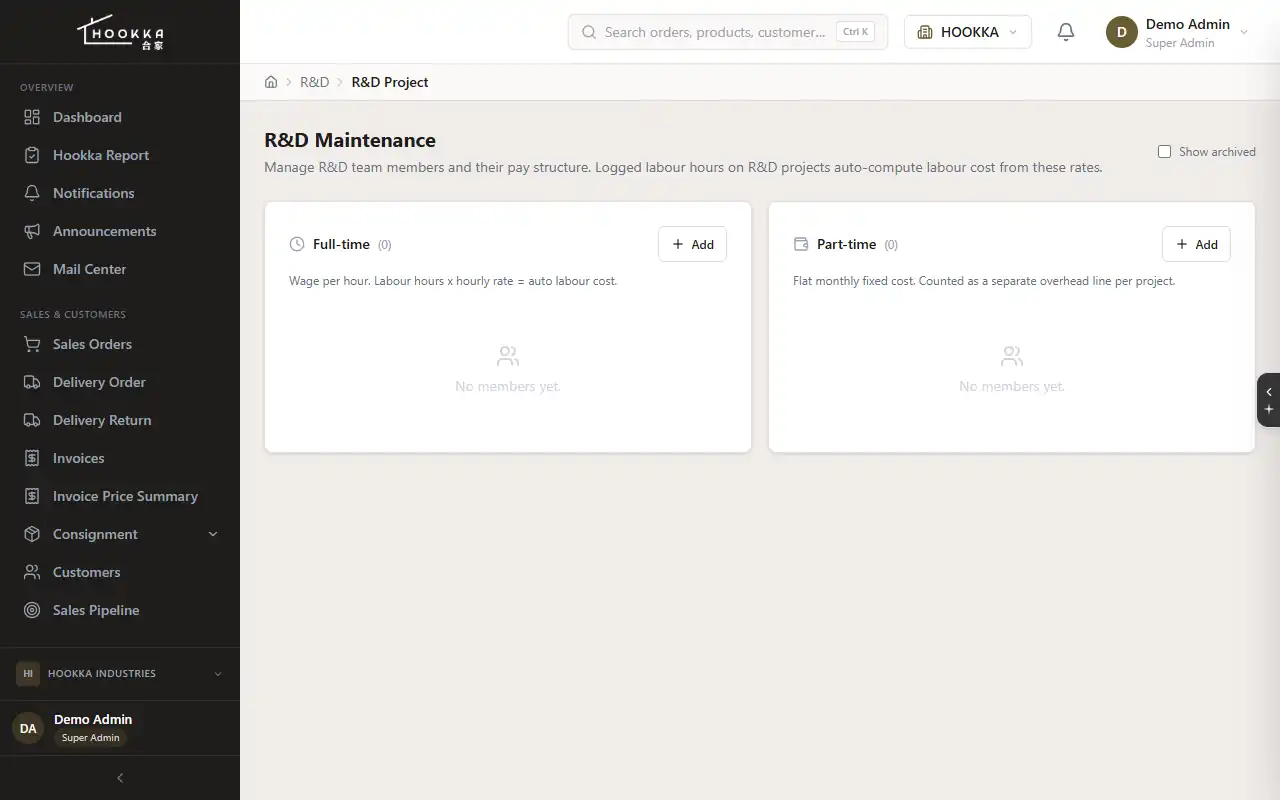 HOOKKA
合家
Search orders, products, customer...
Ctrl K
HOOKKA
D
Demo Admin
Super Admin
OVERVIEW
Dashboard
Hookka Report
Notifications
Announcements
Mail Center
SALES & CUSTOMERS
Sales Orders
Delivery Order
Delivery Return
Invoices
Invoice Price Summary
Consignment
Customers
Sales Pipeline
HI
HOOKKA INDUSTRIES
DA
Demo Admin
Super Admin
R&D
R&D Project
R&D Maintenance
Manage R&D team members and their pay structure. Logged labour hours on R&D projects auto-compute labour cost from these rates.
Show archived
Full-time (0)
Add
Wage per hour. Labour hours x hourly rate = auto labour cost.
No members yet.
Part-time (0)
Add
Flat monthly fixed cost. Counted as a separate overhead line per project.
No members yet.